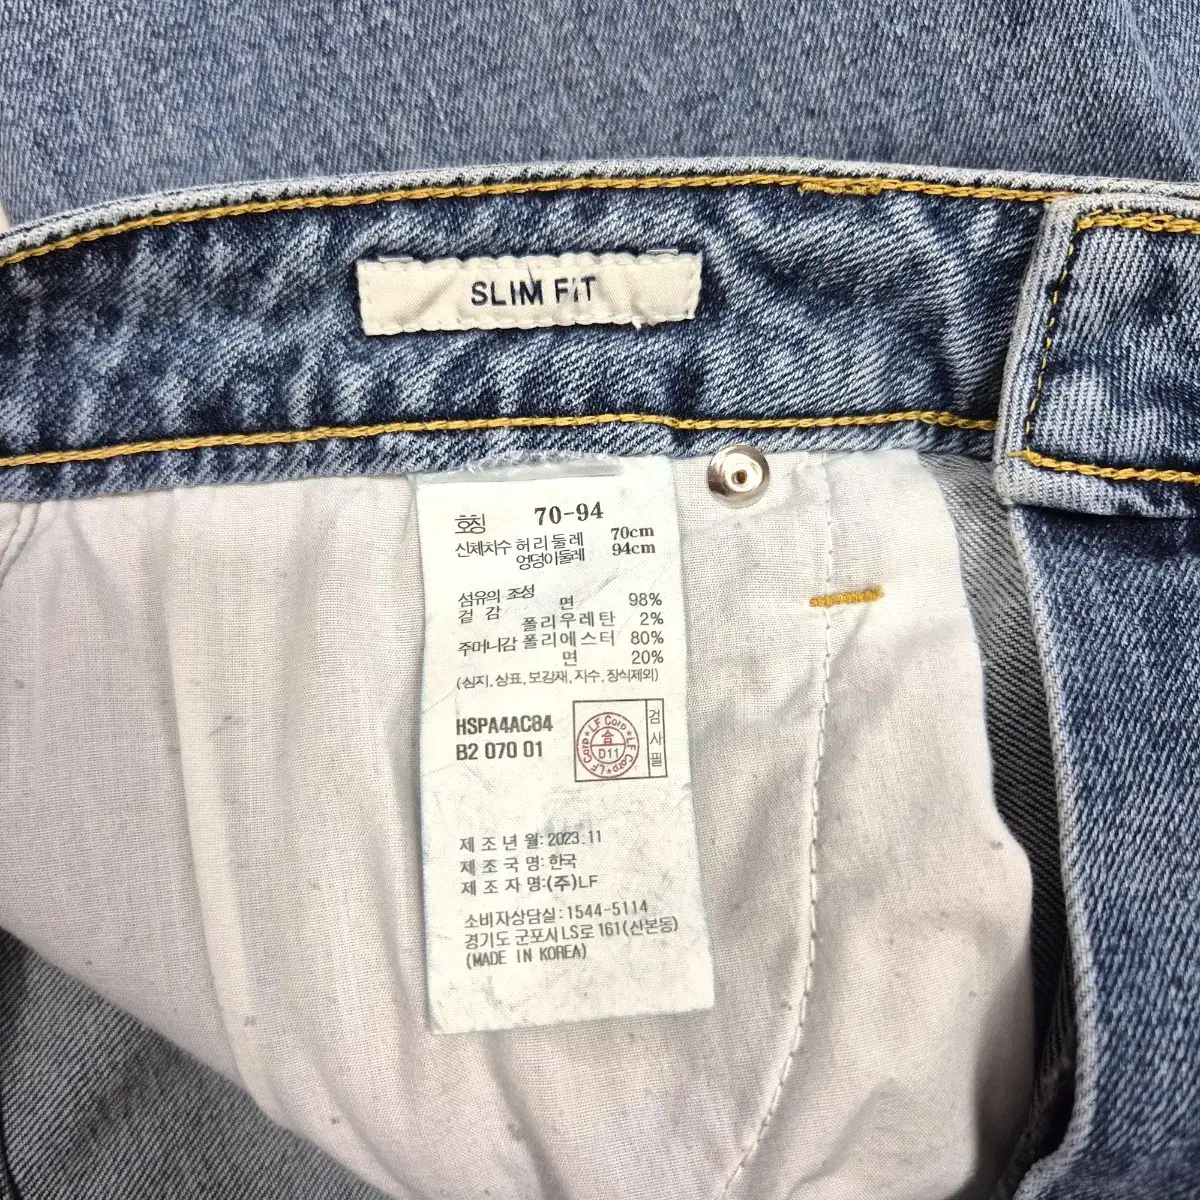 SLIM FIT
호칭 70-94
신체치수 허리둘레 70cm
엉덩이둘레 94cm
섬유의 조성
겉감 면 98%
폴리우레탄 2%
주머니감 폴리에스터 80%
면 20%
(심지, 상표, 보강재, 자수, 장식제외)
HSPA4AC84
B2 070 01
LF Corp★LF Corp★LF Corp★
合
D11
검사필
제조년월:2023.11
제조국명:한국
제조자명:(주)LF
소비자상담실:1544-5114
경기도 군포시 LS로 161(산본동)
(MADE IN KOREA)